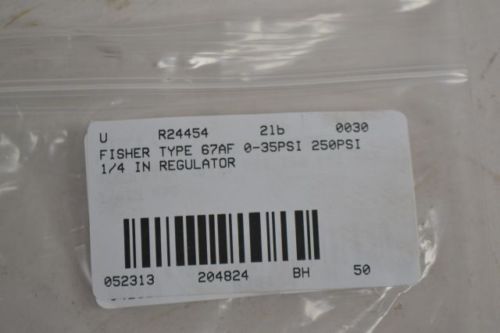 U R24454 21b 0030
FISHER TYPE 67AF 0-35PSI 250PSI
1/4 IN REGULATOR
052313 204824 BH 50